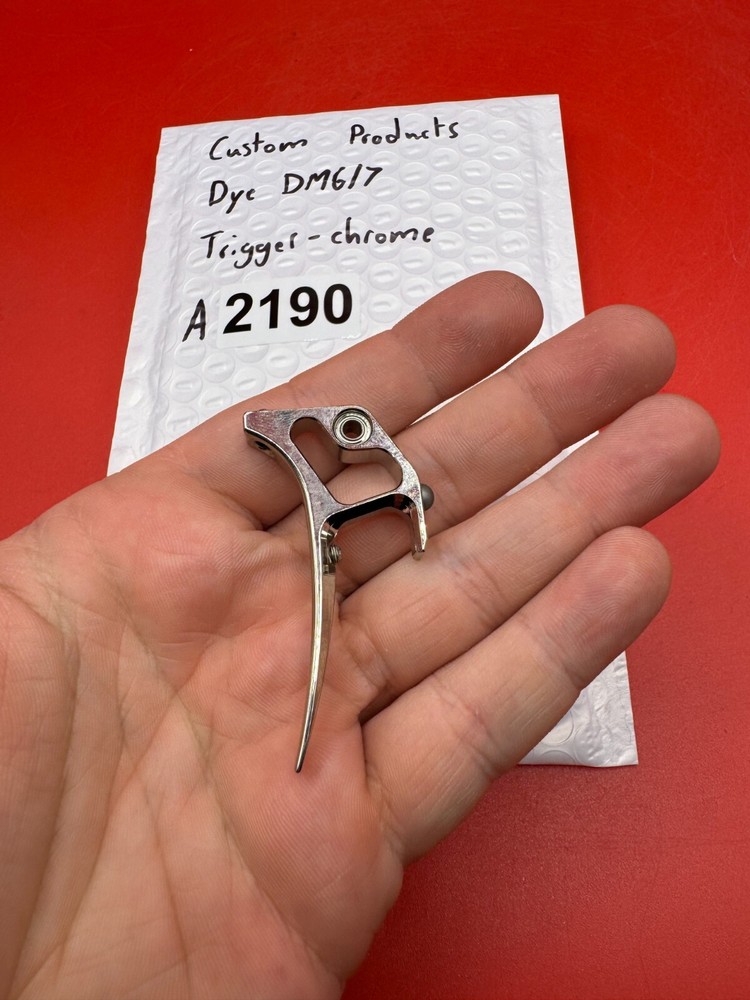 Custom Products
Dye DM6/7
Trigger-chrome
A 2190